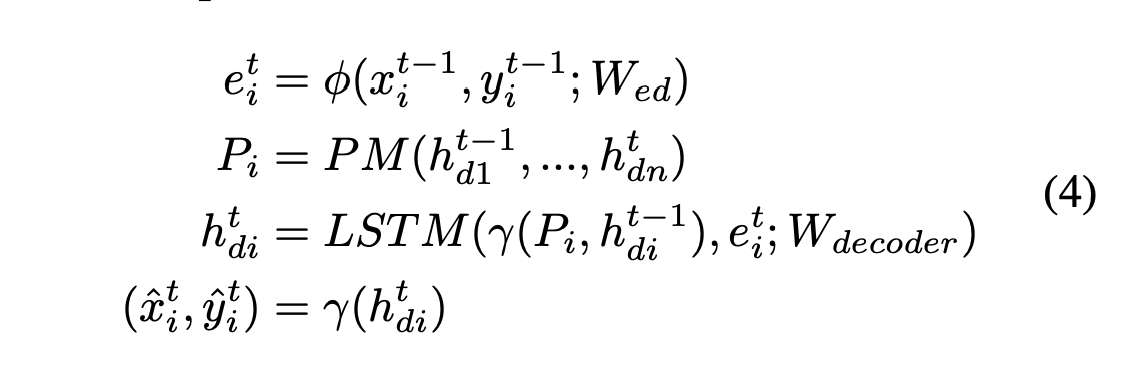 e_i^t = ϕ(x_i^{t−1}, y_i^{t−1}; W_{ed})
P_i = PM(h_{d1}^{t−1}, ..., h_{dn}^t)
h_{di}^t = LSTM(γ(P_i, h_{di}^{t−1}), e_i^t; W_{decoder})
(x̂_i^t, ŷ_i^t) = γ(h_{di}^t)
(4)